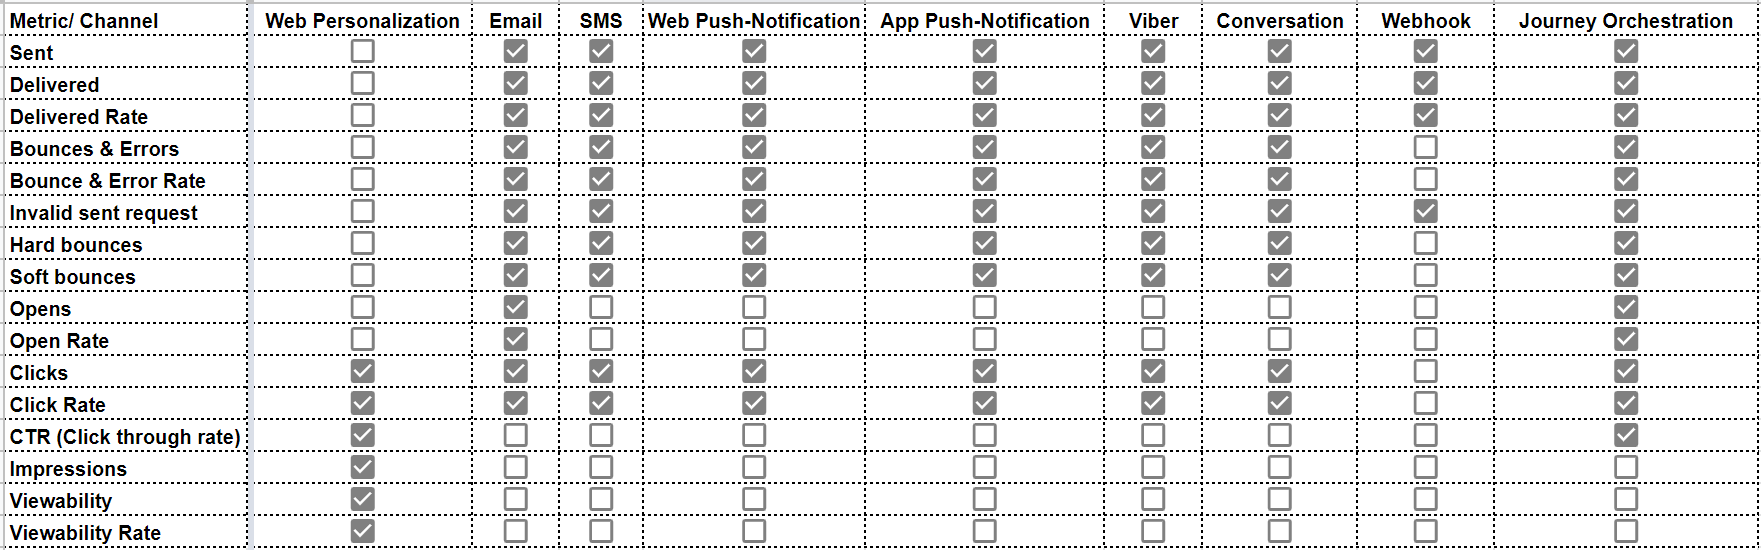 Metric/ Channel Web Personalization Email SMS Web Push-Notification App Push-Notification Viber Conversation Webhook Journey Orchestration
Sent
Delivered
Delivered Rate
Bounces & Errors
Bounce & Error Rate
Invalid sent request
Hard bounces
Soft bounces
Opens
Open Rate
Clicks
Click Rate
CTR (Click through rate)
Impressions
Viewability
Viewability Rate